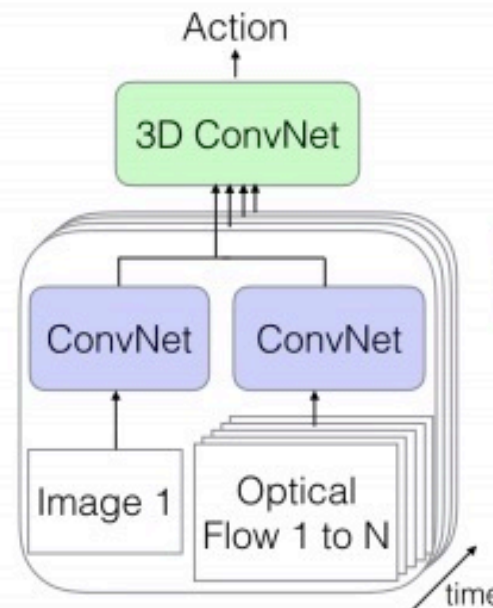 Action
3D ConvNet
ConvNet
ConvNet
Image 1
Optical
Flow 1 to N
time